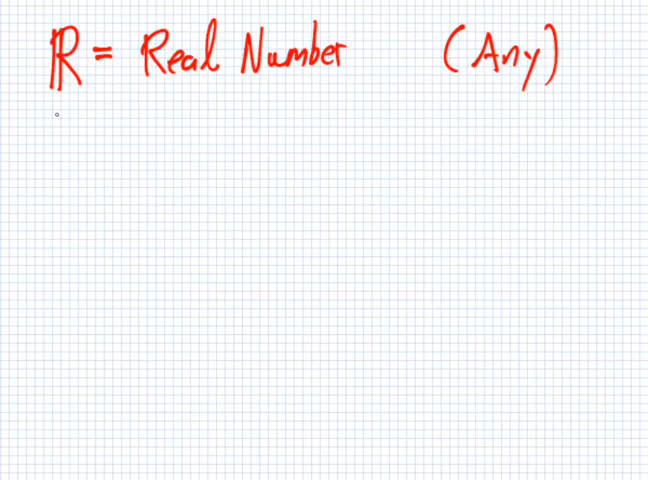 ℝ = Real Number (Any)